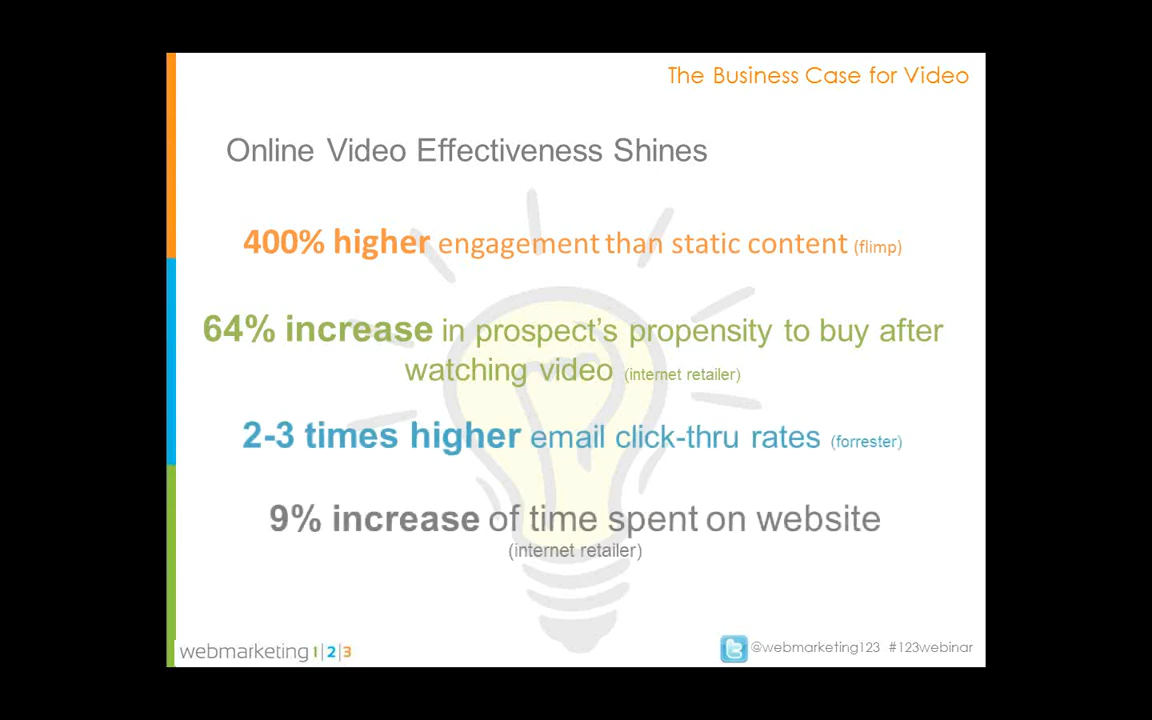 The Business Case for Video
Online Video Effectiveness Shines
400% higher engagement than static content (flimp)
64% increase in prospect's propensity to buy after
watching video (internet retailer)
2-3 times higher email click-thru rates (forrester)
9% increase of time spent on website
(internet retailer)
webmarketing 1|2|3
@webmarketing123 #123webinar